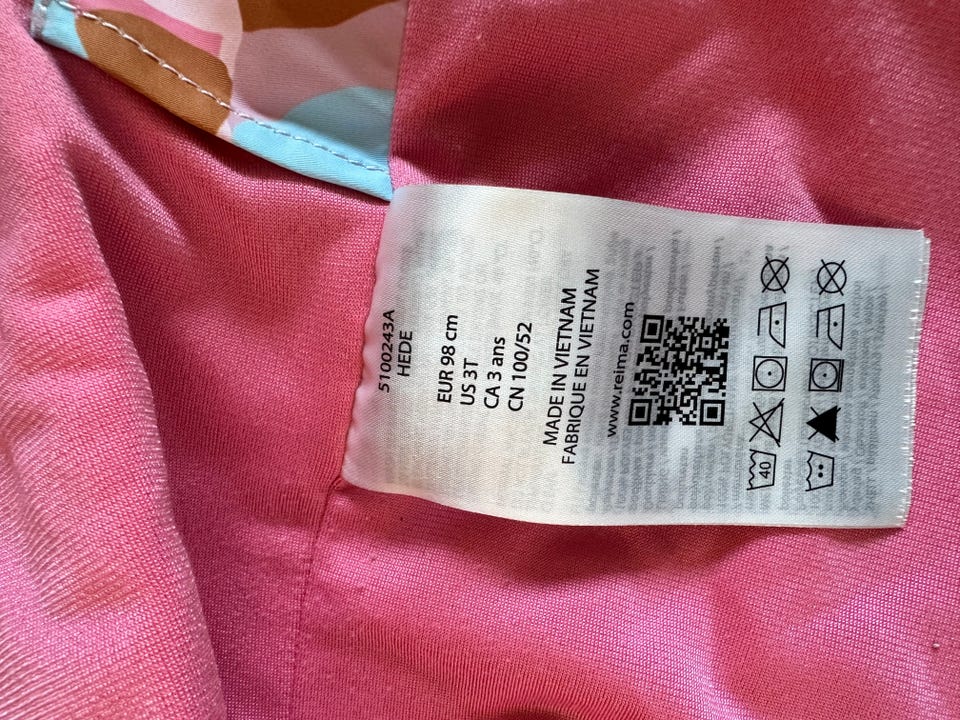 5100243A
HEDE
EUR 98 cm
US 3T
CA 3 ans
CN 100/52
MADE IN VIETNAM
FABRIQUE EN VIETNAM
www.reima.com
40